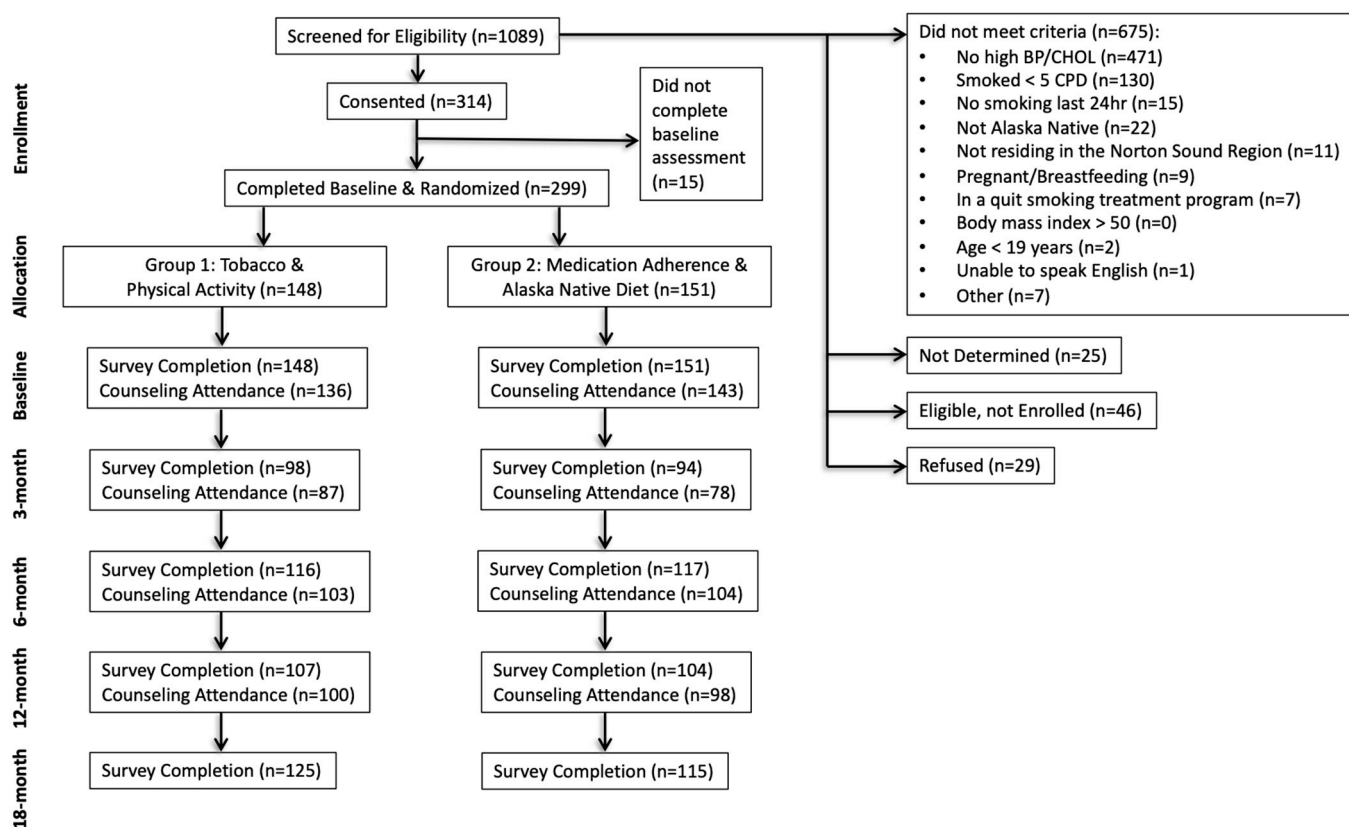 Screened for Eligibility (n=1089)
Consented (n=314)
Did not
complete
baseline
assessment
(n=15)
Completed Baseline & Randomized (n=299)
Did not meet criteria (n=675):
• No high BP/CHOL (n=471)
• Smoked < 5 CPD (n=130)
• No smoking last 24hr (n=15)
• Not Alaska Native (n=22)
• Not residing in the Norton Sound Region (n=11)
• Pregnant/Breastfeeding (n=9)
• In a quit smoking treatment program (n=7)
• Body mass index > 50 (n=0)
• Age < 19 years (n=2)
• Unable to speak English (n=1)
• Other (n=7)
Not Determined (n=25)
Eligible, not Enrolled (n=46)
Refused (n=29)
Enrollment
Allocation
Group 1: Tobacco &
Physical Activity (n=148)
Group 2: Medication Adherence &
Alaska Native Diet (n=151)
Baseline
Survey Completion (n=148)
Counseling Attendance (n=136)
Survey Completion (n=151)
Counseling Attendance (n=143)
3-month
Survey Completion (n=98)
Counseling Attendance (n=87)
Survey Completion (n=94)
Counseling Attendance (n=78)
6-month
Survey Completion (n=116)
Counseling Attendance (n=103)
Survey Completion (n=117)
Counseling Attendance (n=104)
12-month
Survey Completion (n=107)
Counseling Attendance (n=100)
Survey Completion (n=104)
Counseling Attendance (n=98)
18-month
Survey Completion (n=125)
Survey Completion (n=115)